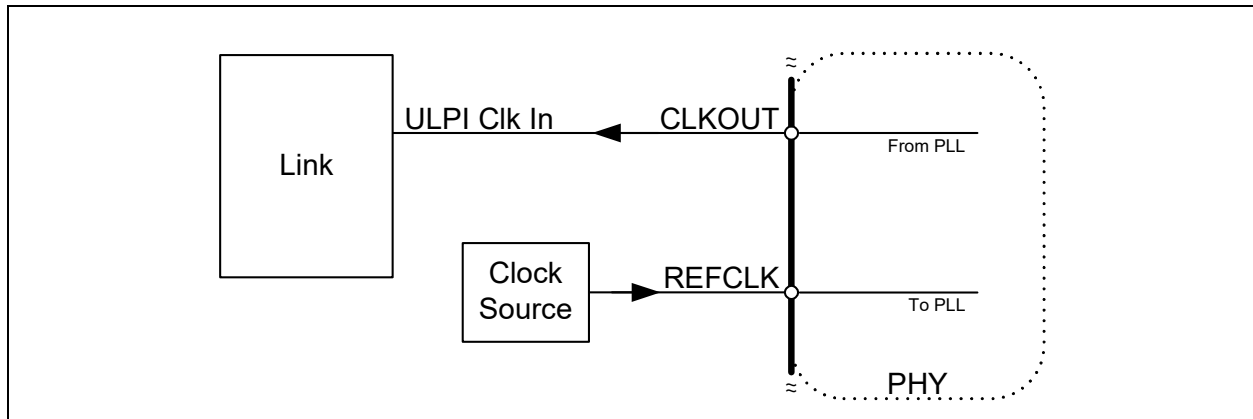 ULPI Clk In
CLKOUT
From PLL
Link
Clock
Source
REFCLK
To PLL
PHY